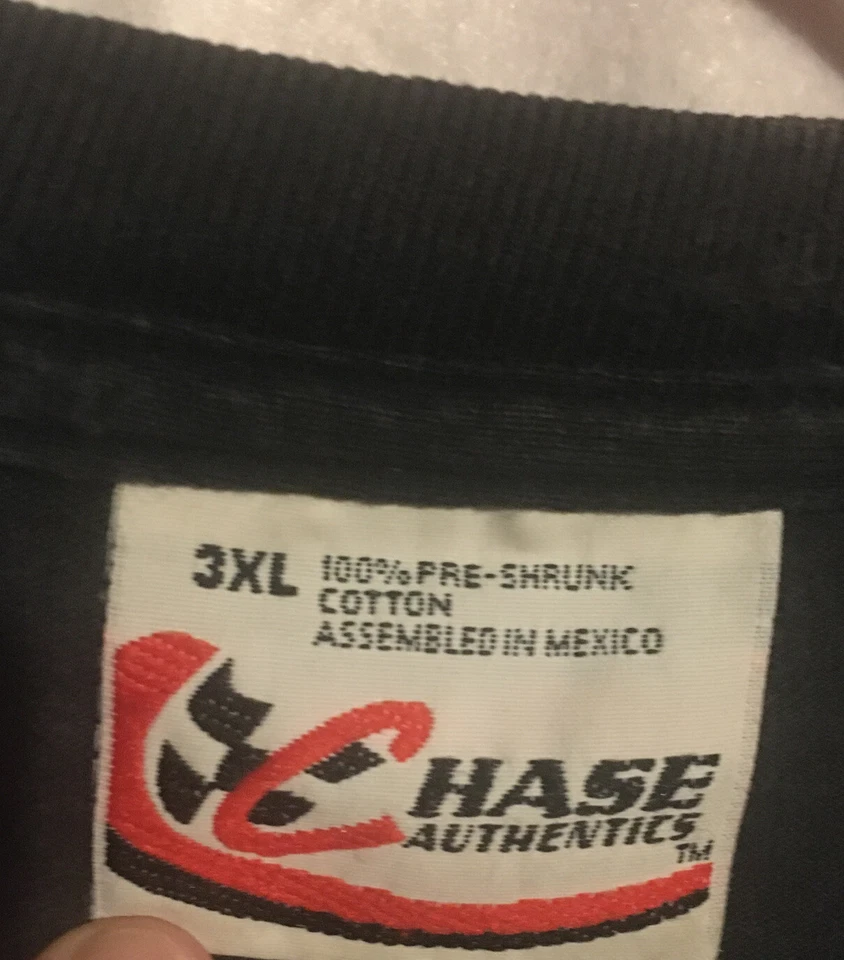 3XL 100% PRE-SHRUNK
COTTON
ASSEMBLED IN MEXICO
CHASE
AUTHENTICS
TM